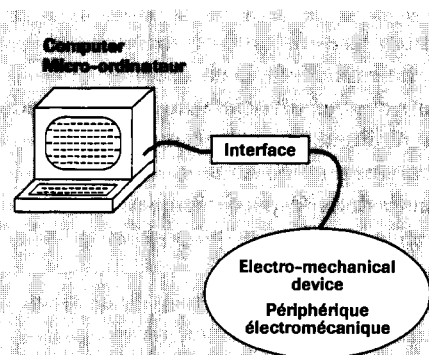 Computer
Micro-ordinateur
Interface
Electro-mechanical
device
Périphérique
électromécanique